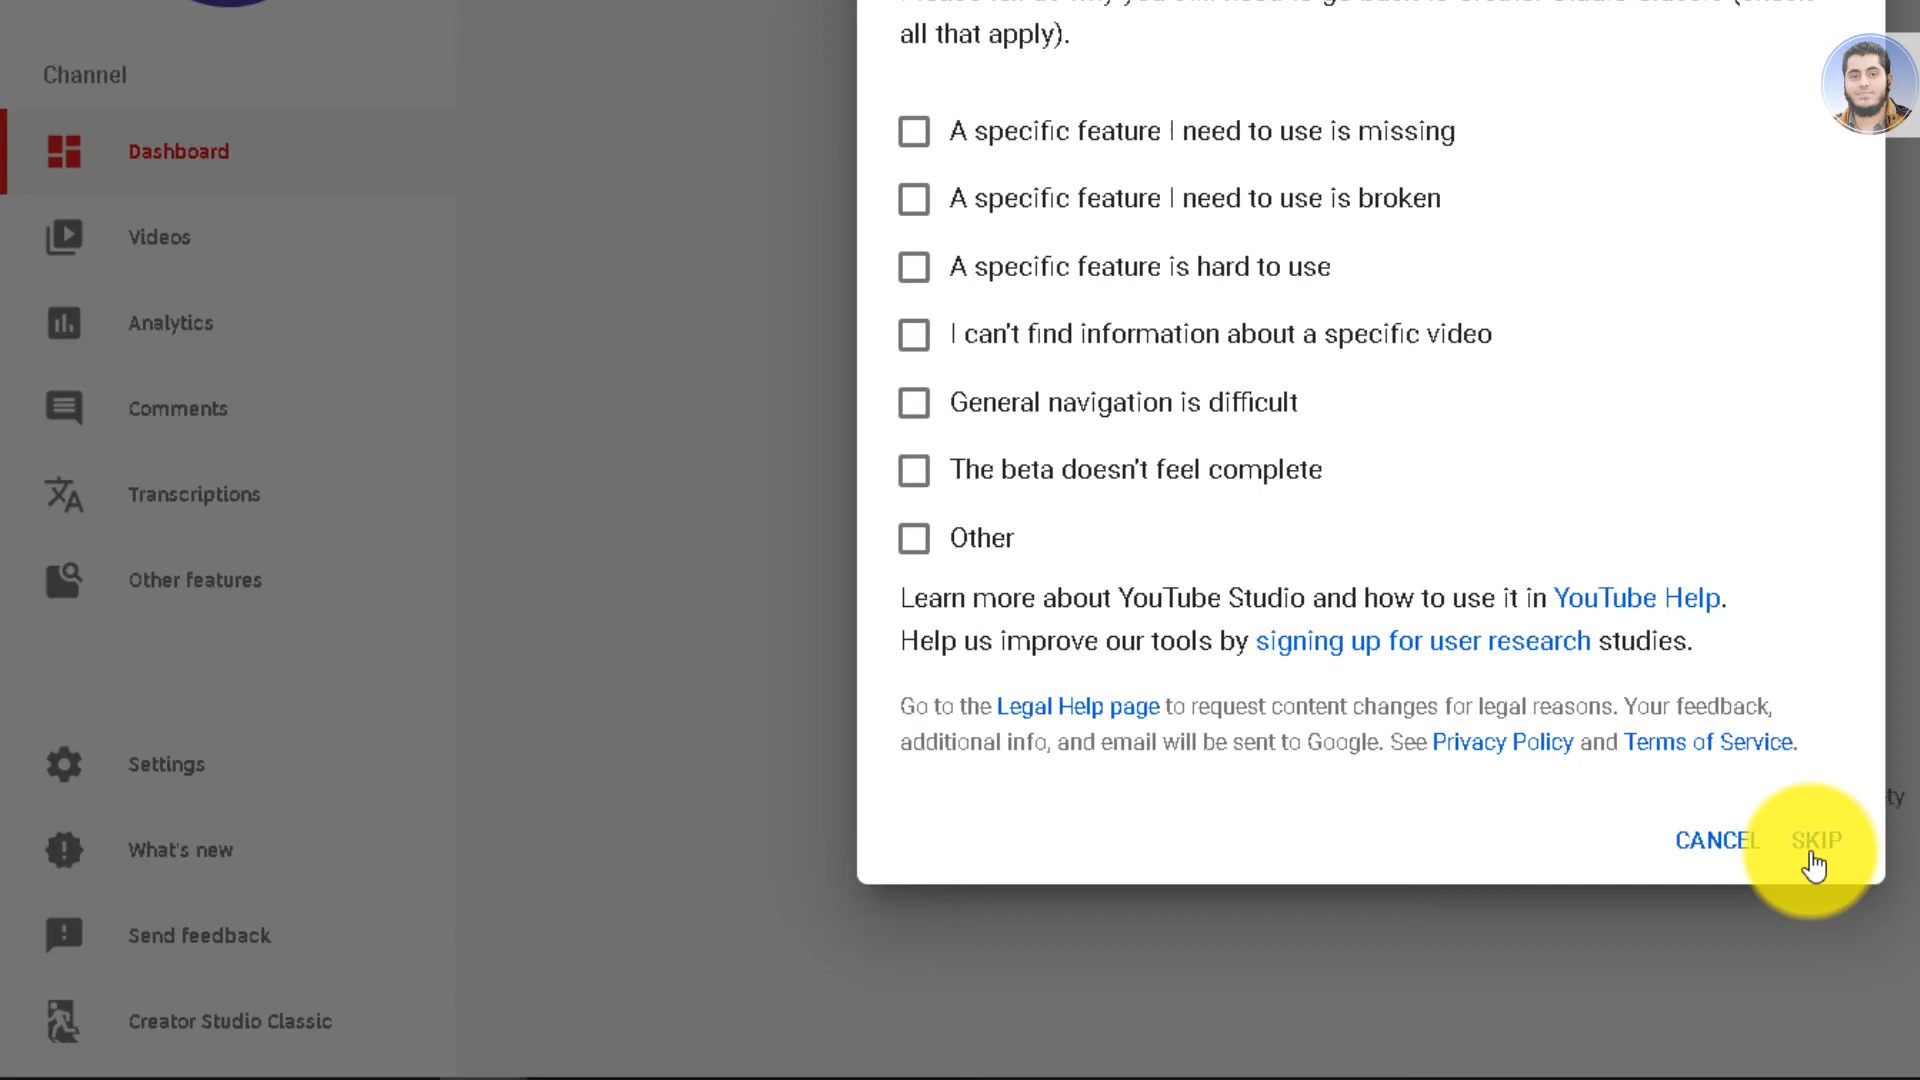 Channel
Dashboard
Videos
Analytics
Comments
Transcriptions
Other features
Settings
What's new
Send feedback
Creator Studio Classic
all that apply).
A specific feature I need to use is missing
A specific feature I need to use is broken
A specific feature is hard to use
I can't find information about a specific video
General navigation is difficult
The beta doesn't feel complete
Other
Learn more about YouTube Studio and how to use it in YouTube Help.
Help us improve our tools by signing up for user research studies.
Go to the Legal Help page to request content changes for legal reasons. Your feedback,
additional info, and email will be sent to Google. See Privacy Policy and Terms of Service.
CANCEL SKIP